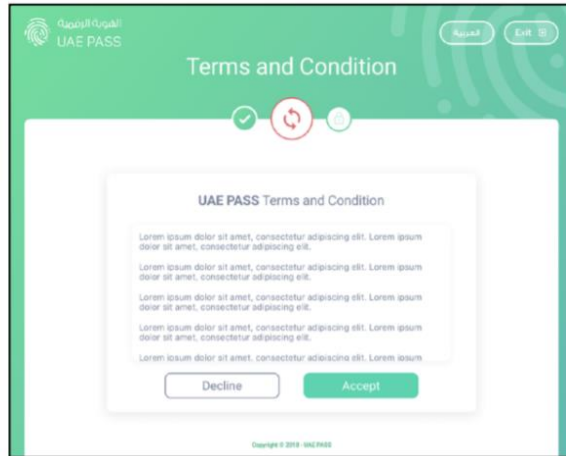 الهوية الرقمية
UAE PASS
العربية
Exit
Terms and Condition
UAE PASS Terms and Condition
Lorem ipsum dolor sit amet, consectetur adipiscing elit. Lorem ipsum
dolor sit amet, consectetur adipiscing elit.
Lorem ipsum dolor sit amet, consectetur adipiscing elit. Lorem ipsum
dolor sit amet, consectetur adipiscing elit.
Lorem ipsum dolor sit amet, consectetur adipiscing elit. Lorem ipsum
dolor sit amet, consectetur adipiscing elit.
Lorem ipsum dolor sit amet, consectetur adipiscing elit. Lorem ipsum
dolor sit amet, consectetur adipiscing elit.
Lorem ipsum dolor sit amet, consectetur adipiscing elit. Lorem ipsum
Decline
Accept
Copyright © 2018 - UAE PASS